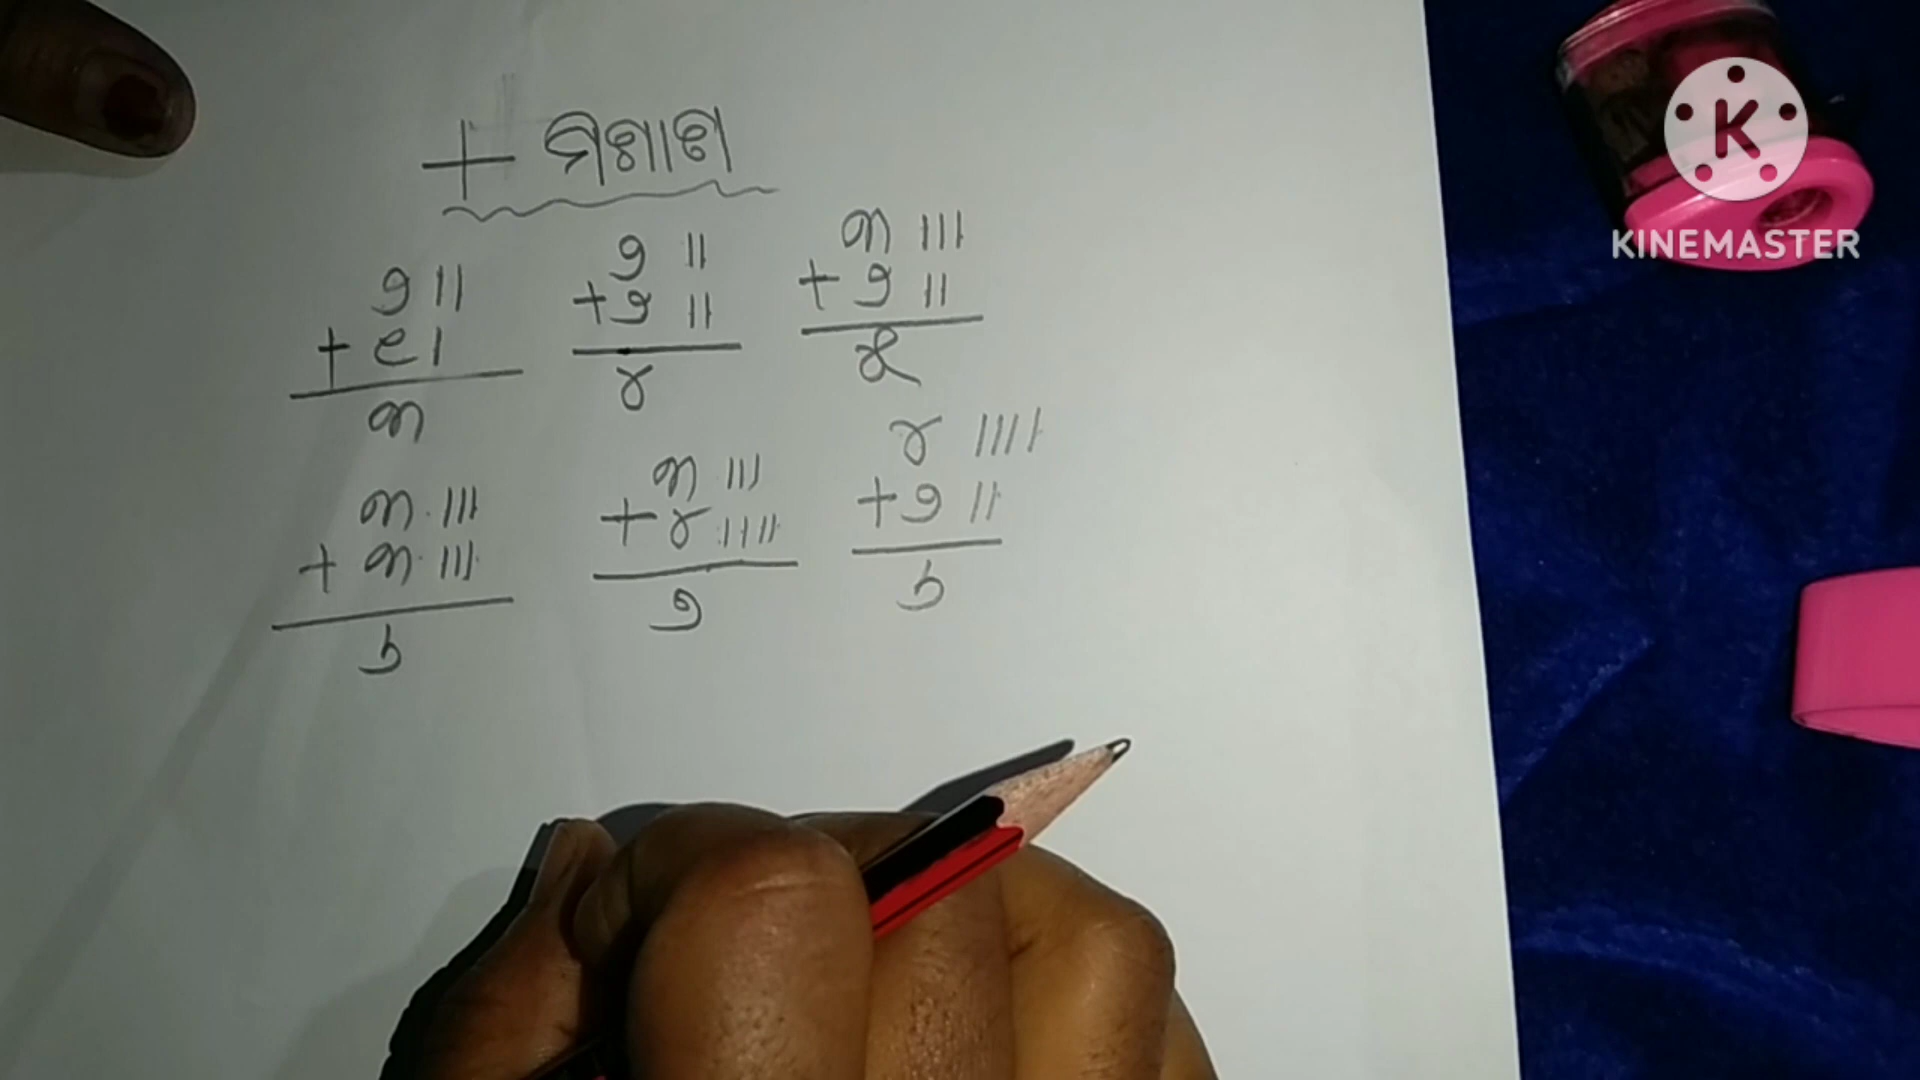 + ମିଶାଣ
୨ || ୨ || ୩ |||
+ ୧ | + ୨ || + ୨ ||
୩ ୪ ୫
୩ ||| ୩ ||| ୪ ||||
+ ୩ ||| + ୪ |||| + ୨ ||
୬ ୭ ୬
K
KINEMASTER